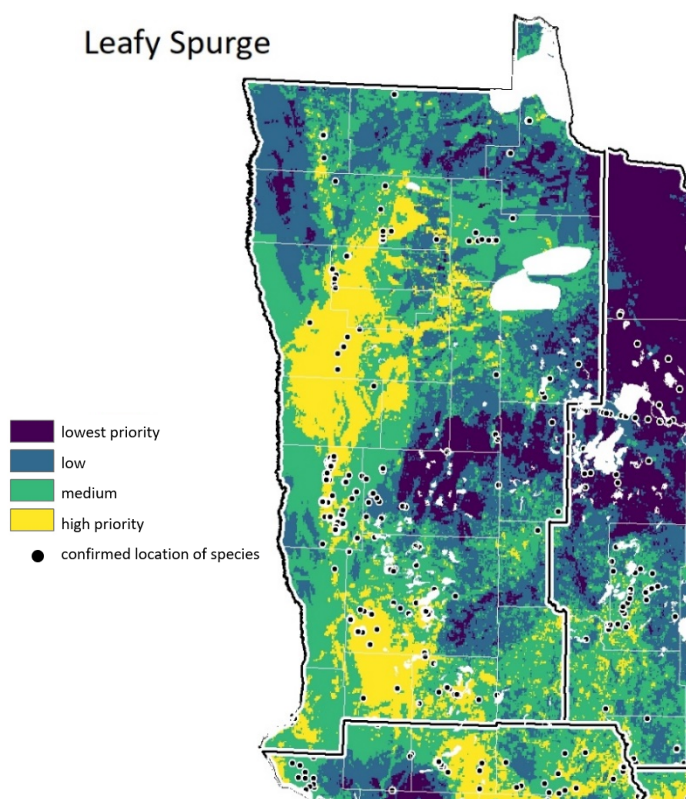 Leafy Spurge
lowest priority
low
medium
high priority
confirmed location of species